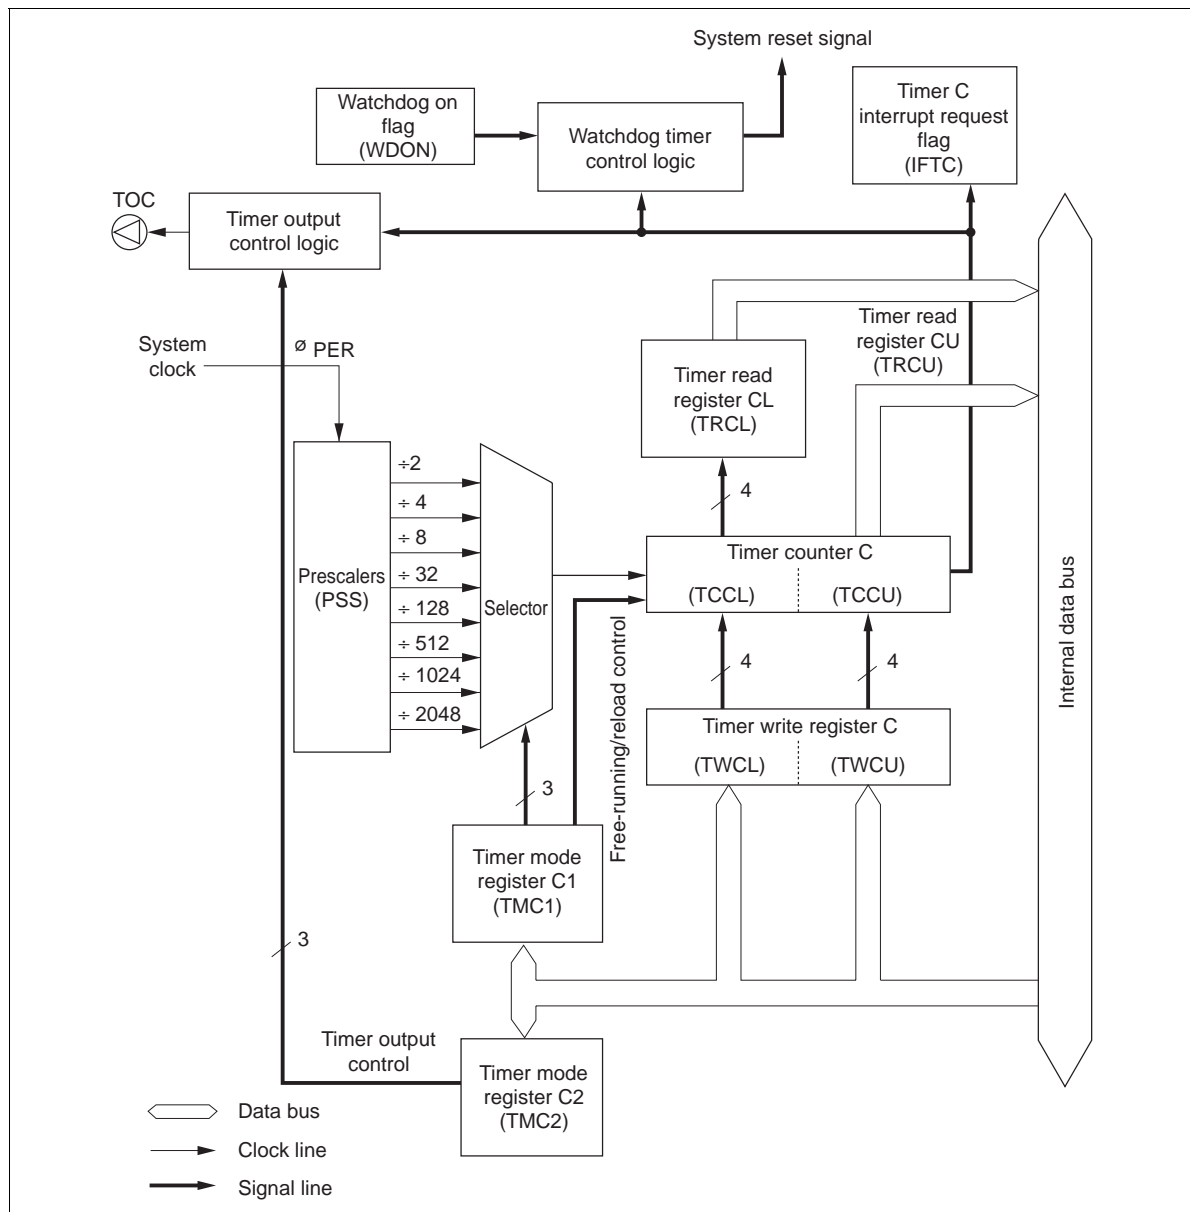 System reset signal
Watchdog on
flag
(WDON)
Watchdog timer
control logic
Timer C
interrupt request
flag
(IFTC)
TOC
Timer output
control logic
System
clock
ø PER
Timer read
register CL
(TRCL)
Timer read
register CU
(TRCU)
÷2
÷ 4
÷ 8
÷ 32
÷ 128
÷ 512
÷ 1024
÷ 2048
Prescalers
(PSS)
Selector
4
Timer counter C
(TCCL)
(TCCU)
Free-running/reload control
4
4
Timer write register C
(TWCL)
(TWCU)
Internal data bus
3
Timer mode
register C1
(TMC1)
3
Timer output
control
Timer mode
register C2
(TMC2)
Data bus
Clock line
Signal line